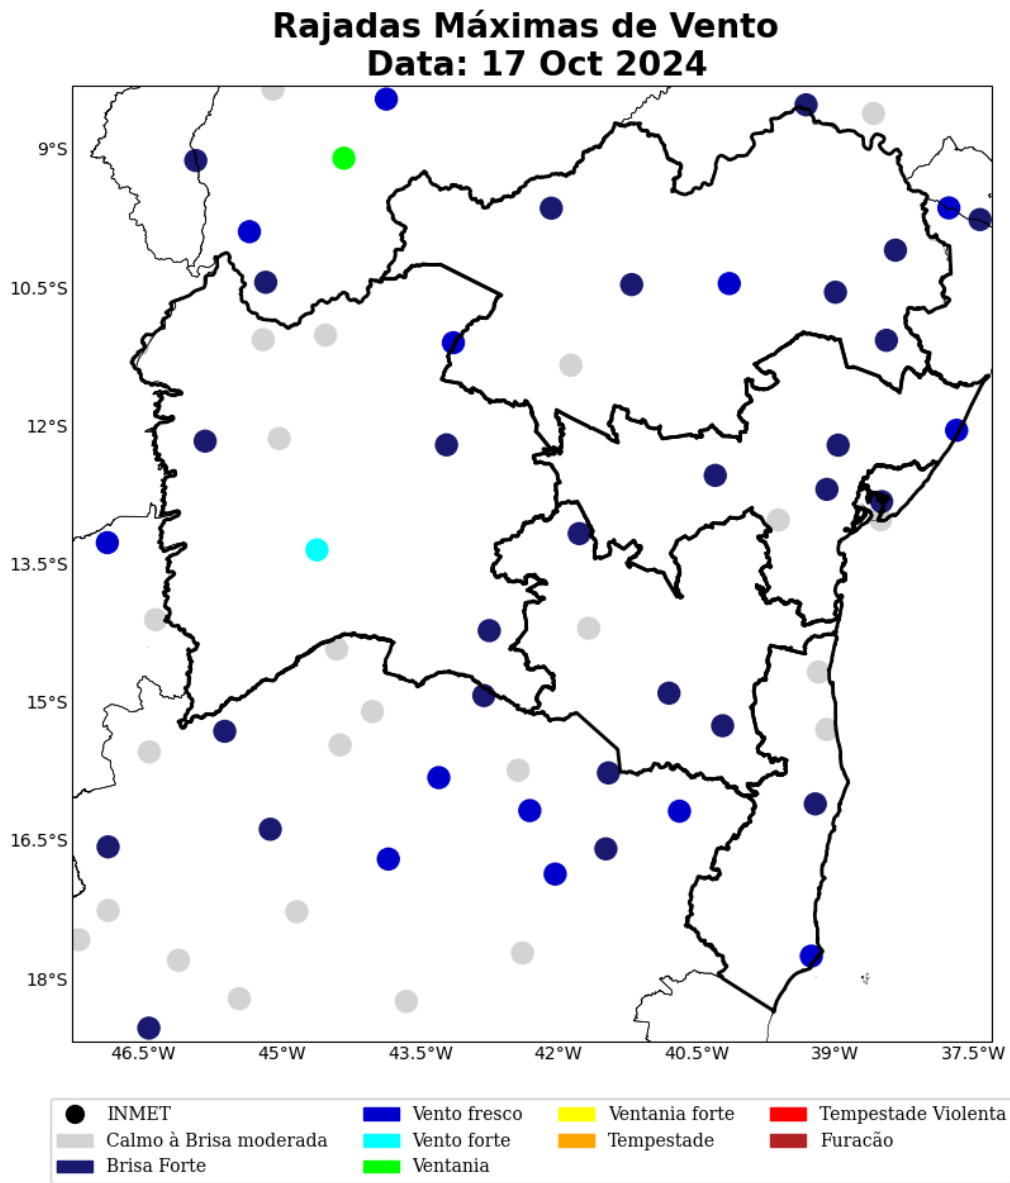 Rajadas Máximas de Vento
Data: 17 Oct 2024
9°S
10.5°S
12°S
13.5°S
15°S
16.5°S
18°S
46.5°W 45°W 43.5°W 42°W 40.5°W 39°W 37.5°W
INMET Vento fresco Ventania forte Tempestade Violenta
Calmo à Brisa moderada Vento forte Tempestade Furacão
Brisa Forte Ventania